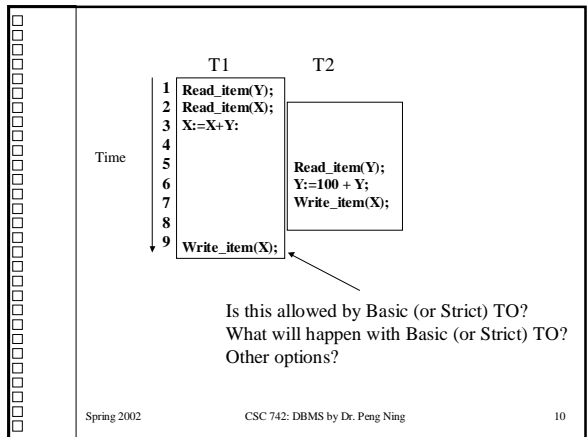 T1 T2
1 Read_item(Y);
2 Read_item(X);
3 X:=X+Y:
4
Time
5 Read_item(Y);
6 Y:=100 + Y;
7 Write_item(X);
8
9 Write_item(X);
Is this allowed by Basic (or Strict) TO?
What will happen with Basic (or Strict) TO?
Other options?
Spring 2002 CSC 742: DBMS by Dr. Peng Ning 10